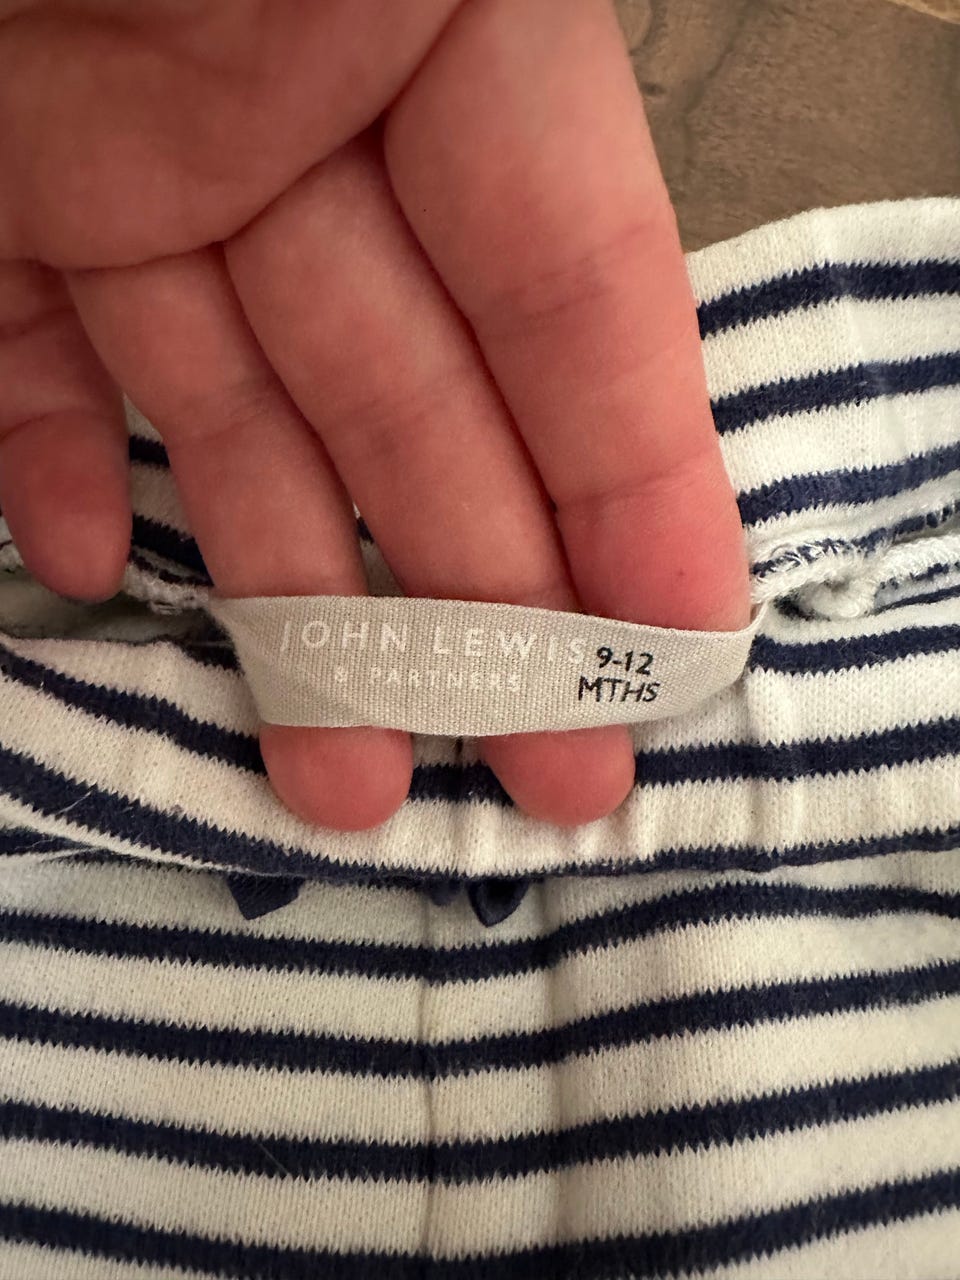 JOHN LEWIS
PARTNERS
9-12
MTHS